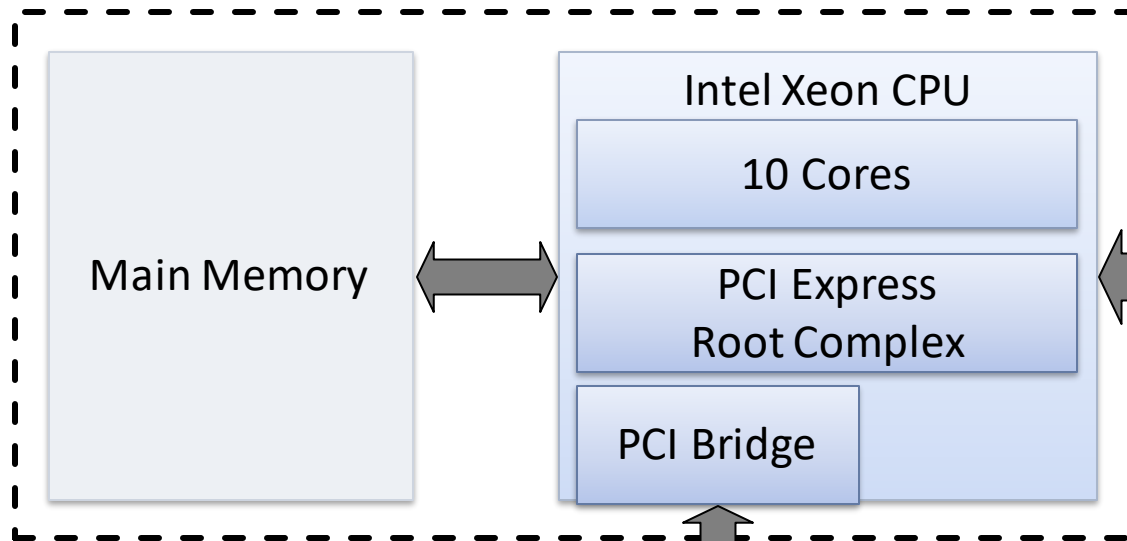 Main Memory
Intel Xeon CPU
10 Cores
PCI Express
Root Complex
PCI Bridge